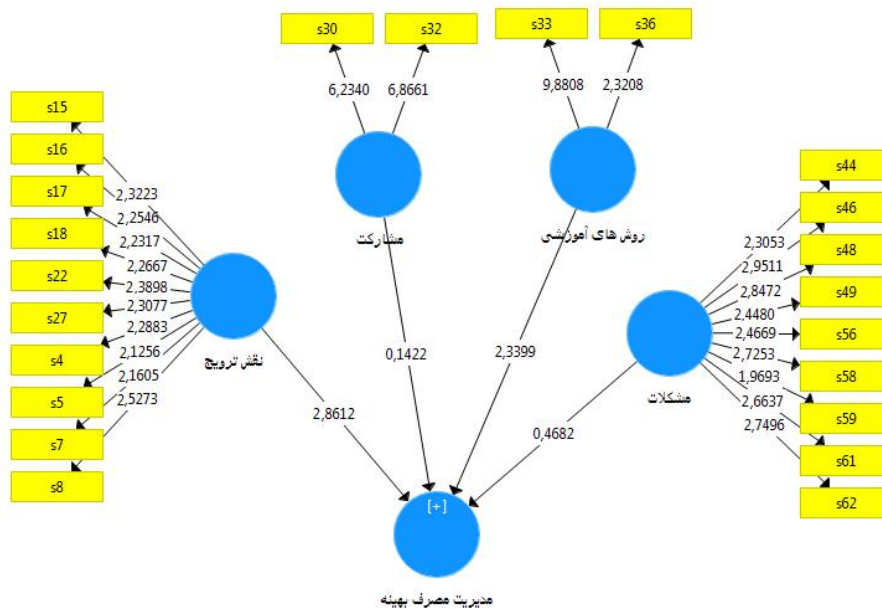 s30
s32
s33
s36
6,2340
6,8661
9,8808
2,3208
s15
s16
s17
s18
s22
s27
s4
s5
s7
s8
2,3223
2,2546
2,2317
2,2667
2,3898
2,3077
2,2883
2,1256
2,1605
2,5273
مشارکت
روش های آموزشی
نقش ترویج
مشکلات
s44
s46
s48
s49
s56
s58
s59
s61
s62
2,3053
2,9511
2,8472
2,4480
2,4669
2,7253
1,9693
2,6637
2,7496
2,8612
0,1422
2,3399
0,4682
[+]
مدیریت مصرف بهینه